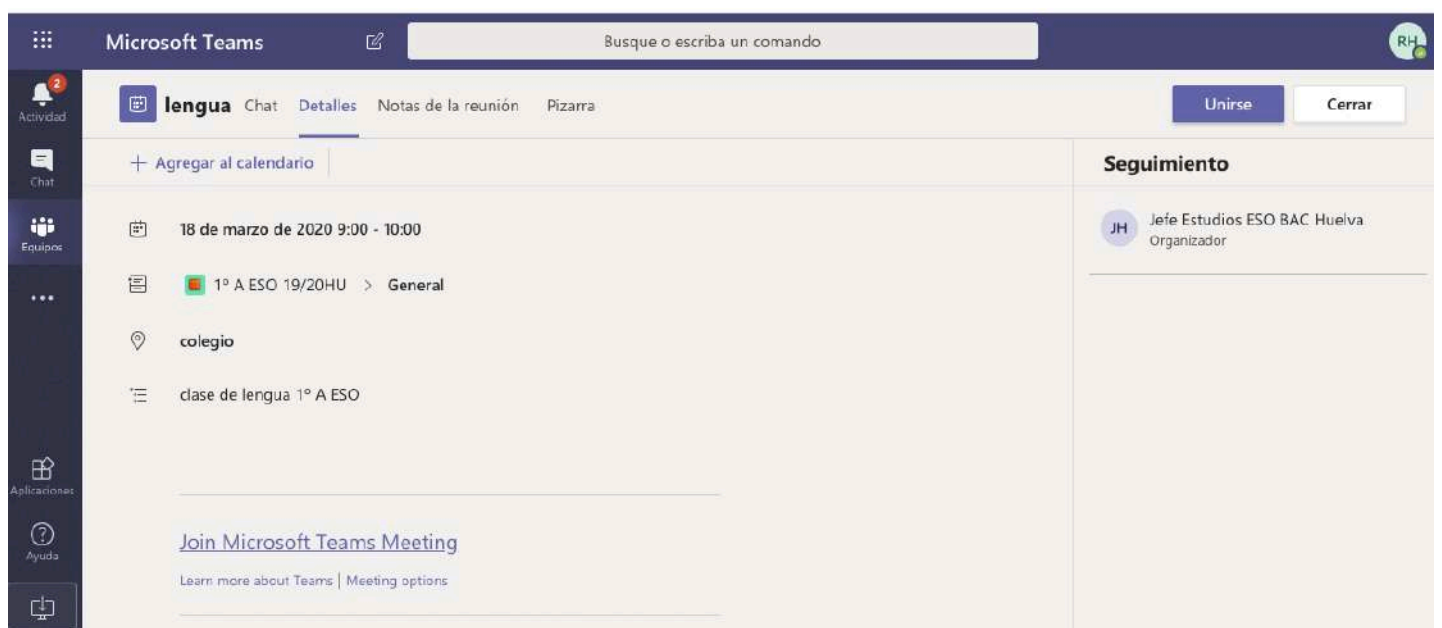 Microsoft Teams
Busque o escriba un comando
RH
2
Actividad
Chat
Equipos
Aplicaciones
Ayuda
lengua Chat Detalles Notas de la reunión Pizarra
Unirse Cerrar
+ Agregar al calendario
18 de marzo de 2020 9:00 - 10:00
1º A ESO 19/20HU > General
colegio
clase de lengua 1º A ESO
Join Microsoft Teams Meeting
Learn more about Teams | Meeting options
Seguimiento
JH
Jefe Estudios ESO BAC Huelva
Organizador